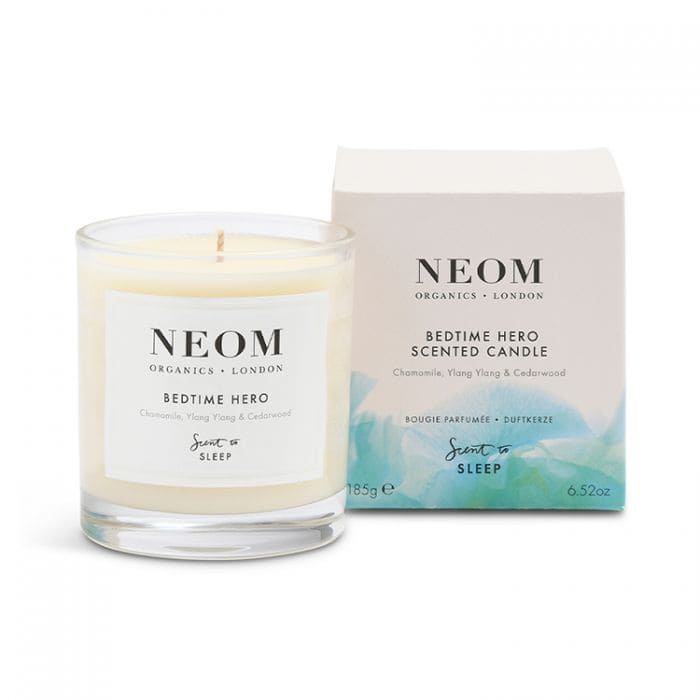 NEOM
ORGANICS • LONDON
BEDTIME HERO
Chamomile, Ylang Ylang & Cedarwood
Scent to
SLEEP
NEOM
ORGANICS • LONDON
BEDTIME HERO
SCENTED CANDLE
Chamomile, Ylang Ylang & Cedarwood
BOUGIE PARFUMÉE • DUFTKERZE
Scent to
SLEEP
185g ℮ 6.52oz